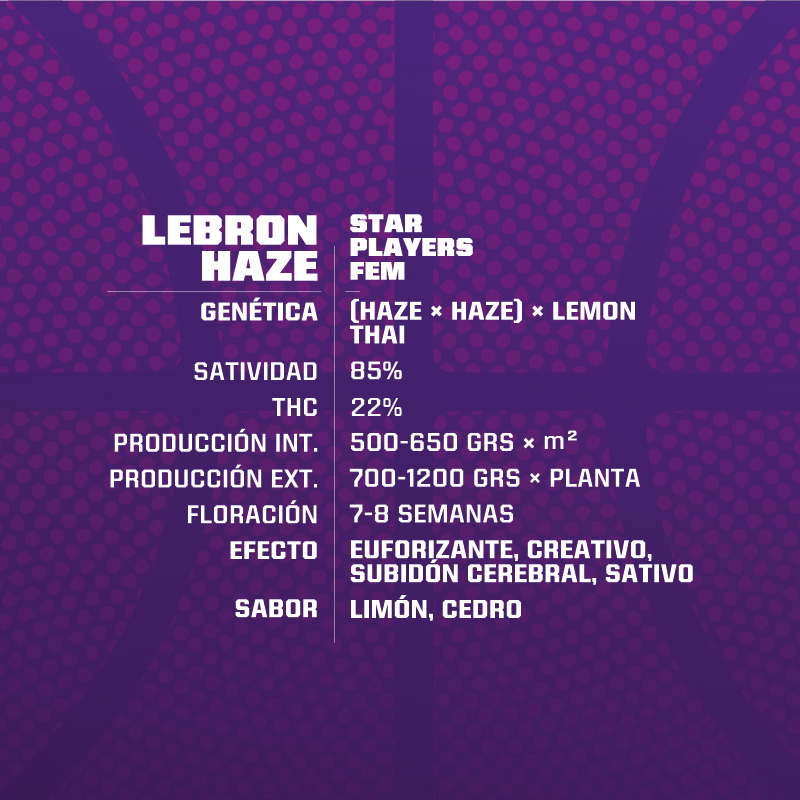 LEBRON
HAZE
STAR
PLAYERS
FEM
GENÉTICA
(HAZE × HAZE) × LEMON
THAI
SATIVIDAD
85%
THC
22%
PRODUCCIÓN INT.
500-650 GRS × m²
PRODUCCIÓN EXT.
700-1200 GRS × PLANTA
FLORACIÓN
7-8 SEMANAS
EFECTO
EUFORIZANTE, CREATIVO,
SUBIDÓN CEREBRAL, SATIVO
SABOR
LIMÓN, CEDRO